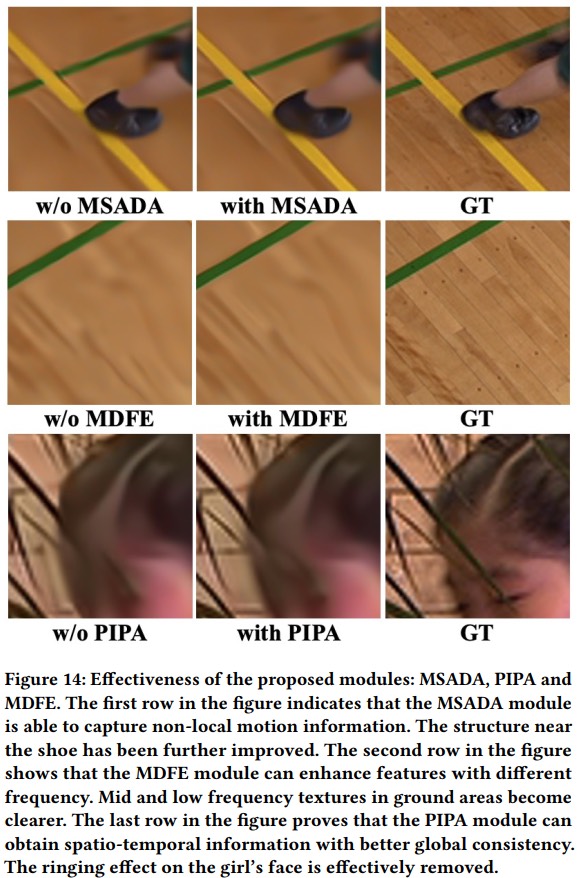 w/o MSADA with MSADA GT
w/o MDFE with MDFE GT
w/o PIPA with PIPA GT
Figure 14: Effectiveness of the proposed modules: MSADA, PIPA and
MDFE. The first row in the figure indicates that the MSADA module
is able to capture non-local motion information. The structure near
the shoe has been further improved. The second row in the figure
shows that the MDFE module can enhance features with different
frequency. Mid and low frequency textures in ground areas become
clearer. The last row in the figure proves that the PIPA module can
obtain spatio-temporal information with better global consistency.
The ringing effect on the girl's face is effectively removed.